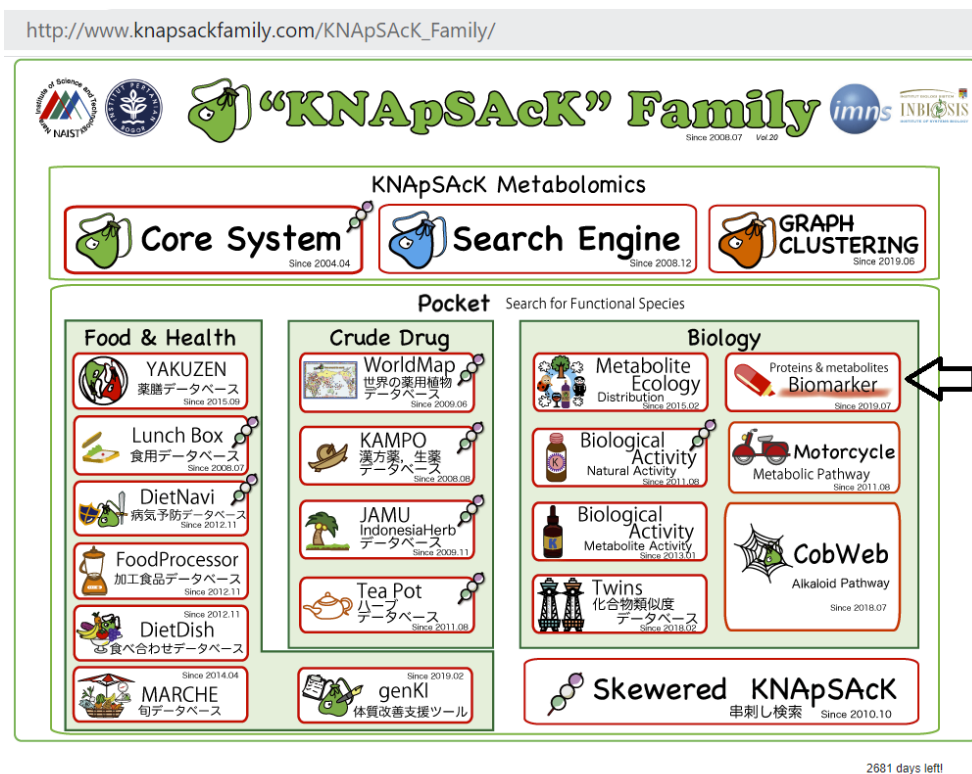 http://www.knapsackfamily.com/KNApSAcK_Family/
Nara Institute of Science and Technology
NAIST
INSTITUT PERTANIAN
BOGOR
“KNApSAcK” Family
Since 2008.07 Vol.20
imns
INBIOSIS
KNApSAcK Metabolomics
Core System
Since 2004.04
Search Engine
Since 2008.12
GRAPH
CLUSTERING
Since 2019.06
Pocket Search for Functional Species
Food & Health
YAKUZEN
薬膳データベース
Since 2015.09
Lunch Box
食用データベース
Since 2008.07
DietNavi
病気予防データベース
Since 2012.11
FoodProcessor
加工食品データベース
Since 2012.11
Since 2012.11
DietDish
食べ合わせデータベース
Since 2014.04
MARCHE
旬データベース
Crude Drug
WorldMap
世界の薬用植物
データベース
Since 2009.06
KAMPO
漢方薬，生薬
データベース
Since 2008.08
JAMU
IndonesiaHerb
データベース
Since 2009.11
Tea Pot
ハーブ
データベース
Since 2011.08
Since 2019.02
genKI
体質改善支援ツール
Biology
Metabolite
Ecology
Distribution
Since 2015.02
Biological
Activity
Natural Activity
Since 2011.08
K
Biological
Activity
Metabolite Activity
Since 2013.01
K
Twins
化合物類似度
データベース
Since 2018.02
Proteins & metabolites
Biomarker
Since 2019.07
Motorcycle
Metabolic Pathway
Since 2011.08
CobWeb
Alkaloid Pathway
Since 2018.07
Skewered KNApSAcK
串刺し検索 Since 2010.10
2681 days left!